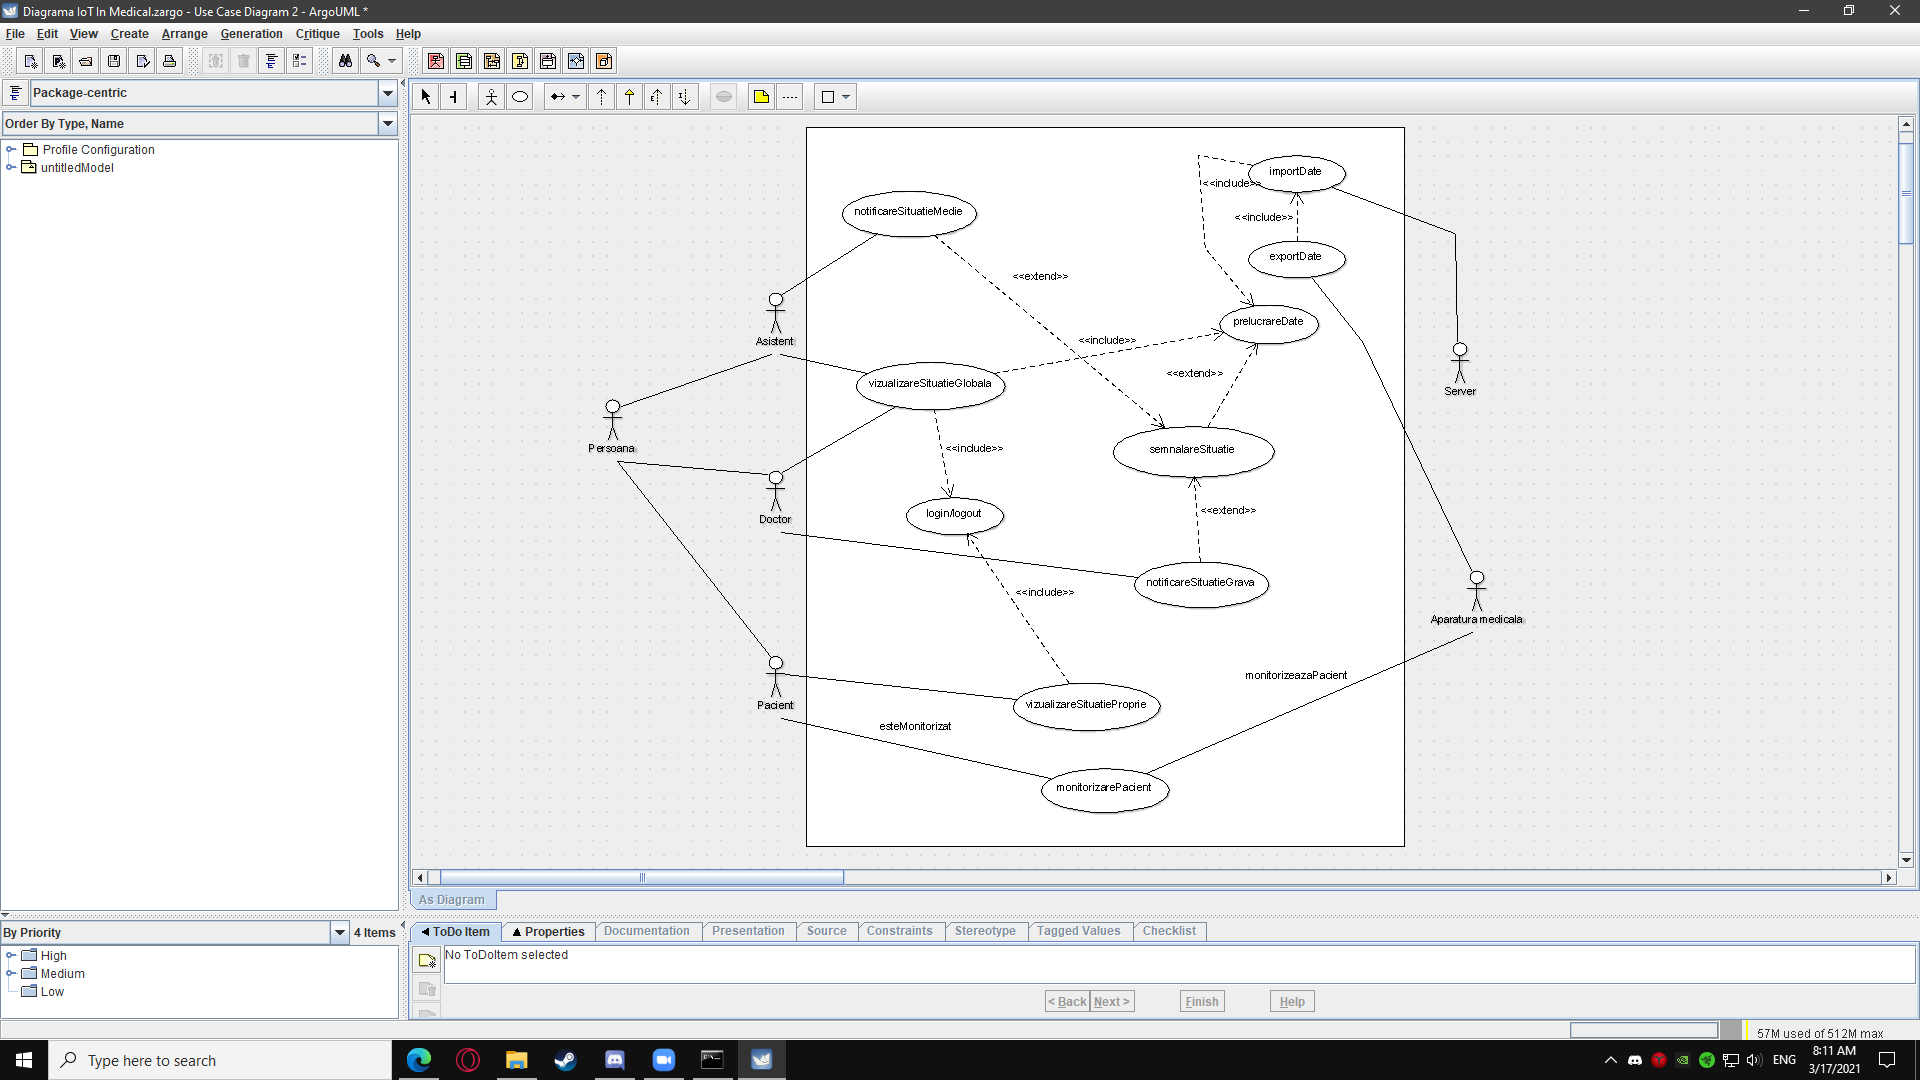 Diagrama IoT In Medical.zargo - Use Case Diagram 2 - ArgoUML *
File Edit View Create Arrange Generation Critique Tools Help
Package-centric
Order By Type, Name
Profile Configuration
untitledModel
importDate
<<include>>
notificareSituatieMedie
<<include>>
exportDate
<<extend>>
Asistent
prelucrareDate
<<include>>
<<extend>>
vizualizareSituatieGlobala
Server
Persoana
<<include>>
semnalareSituatie
login/logout
<<extend>>
Doctor
notificareSituatieGrava
<<include>>
Aparatura medicala
monitorizeazaPacient
Pacient
vizualizareSituatieProprie
esteMonitorizat
monitorizarePacient
As Diagram
By Priority
4 Items
High
Medium
Low
ToDo Item Properties Documentation Presentation Source Constraints Stereotype Tagged Values Checklist
No ToDoItem selected
< Back Next > Finish Help
57M used of 512M max
Type here to search
ENG
8:11 AM
3/17/2021